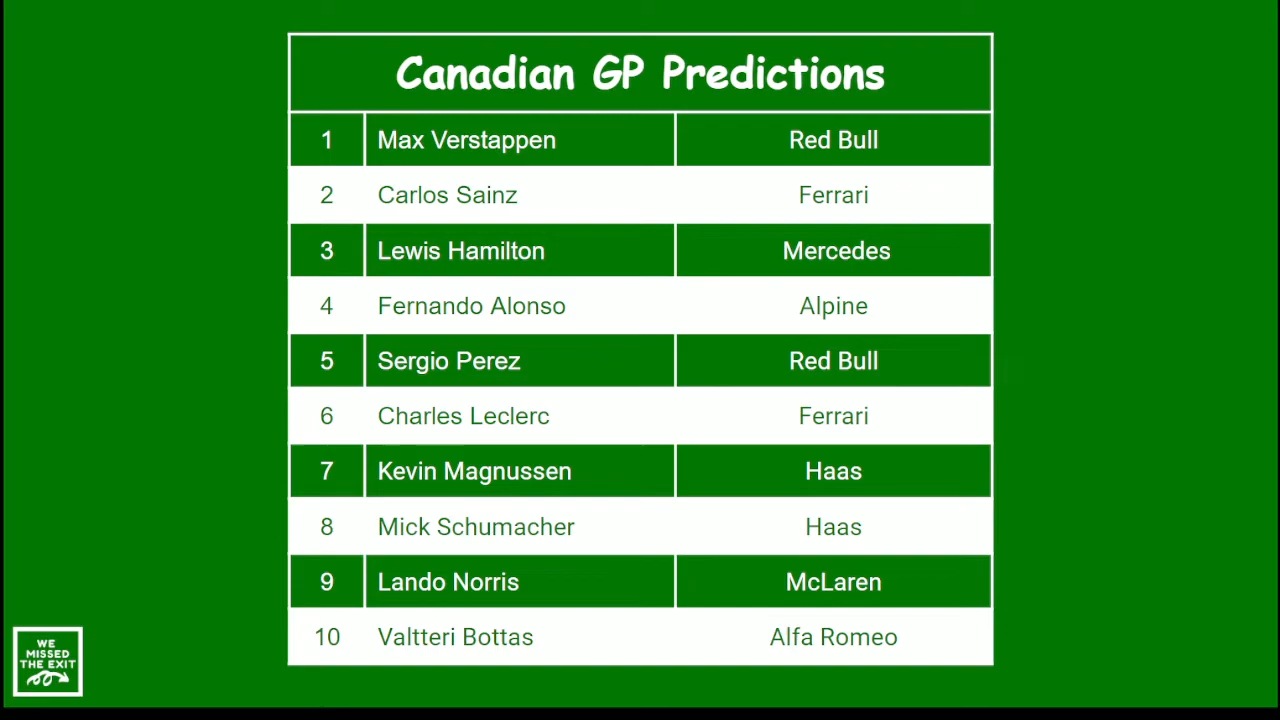 Canadian GP Predictions
1 Max Verstappen Red Bull
2 Carlos Sainz Ferrari
3 Lewis Hamilton Mercedes
4 Fernando Alonso Alpine
5 Sergio Perez Red Bull
6 Charles Leclerc Ferrari
7 Kevin Magnussen Haas
8 Mick Schumacher Haas
9 Lando Norris McLaren
10 Valtteri Bottas Alfa Romeo
WE
MISSED
THE EXIT